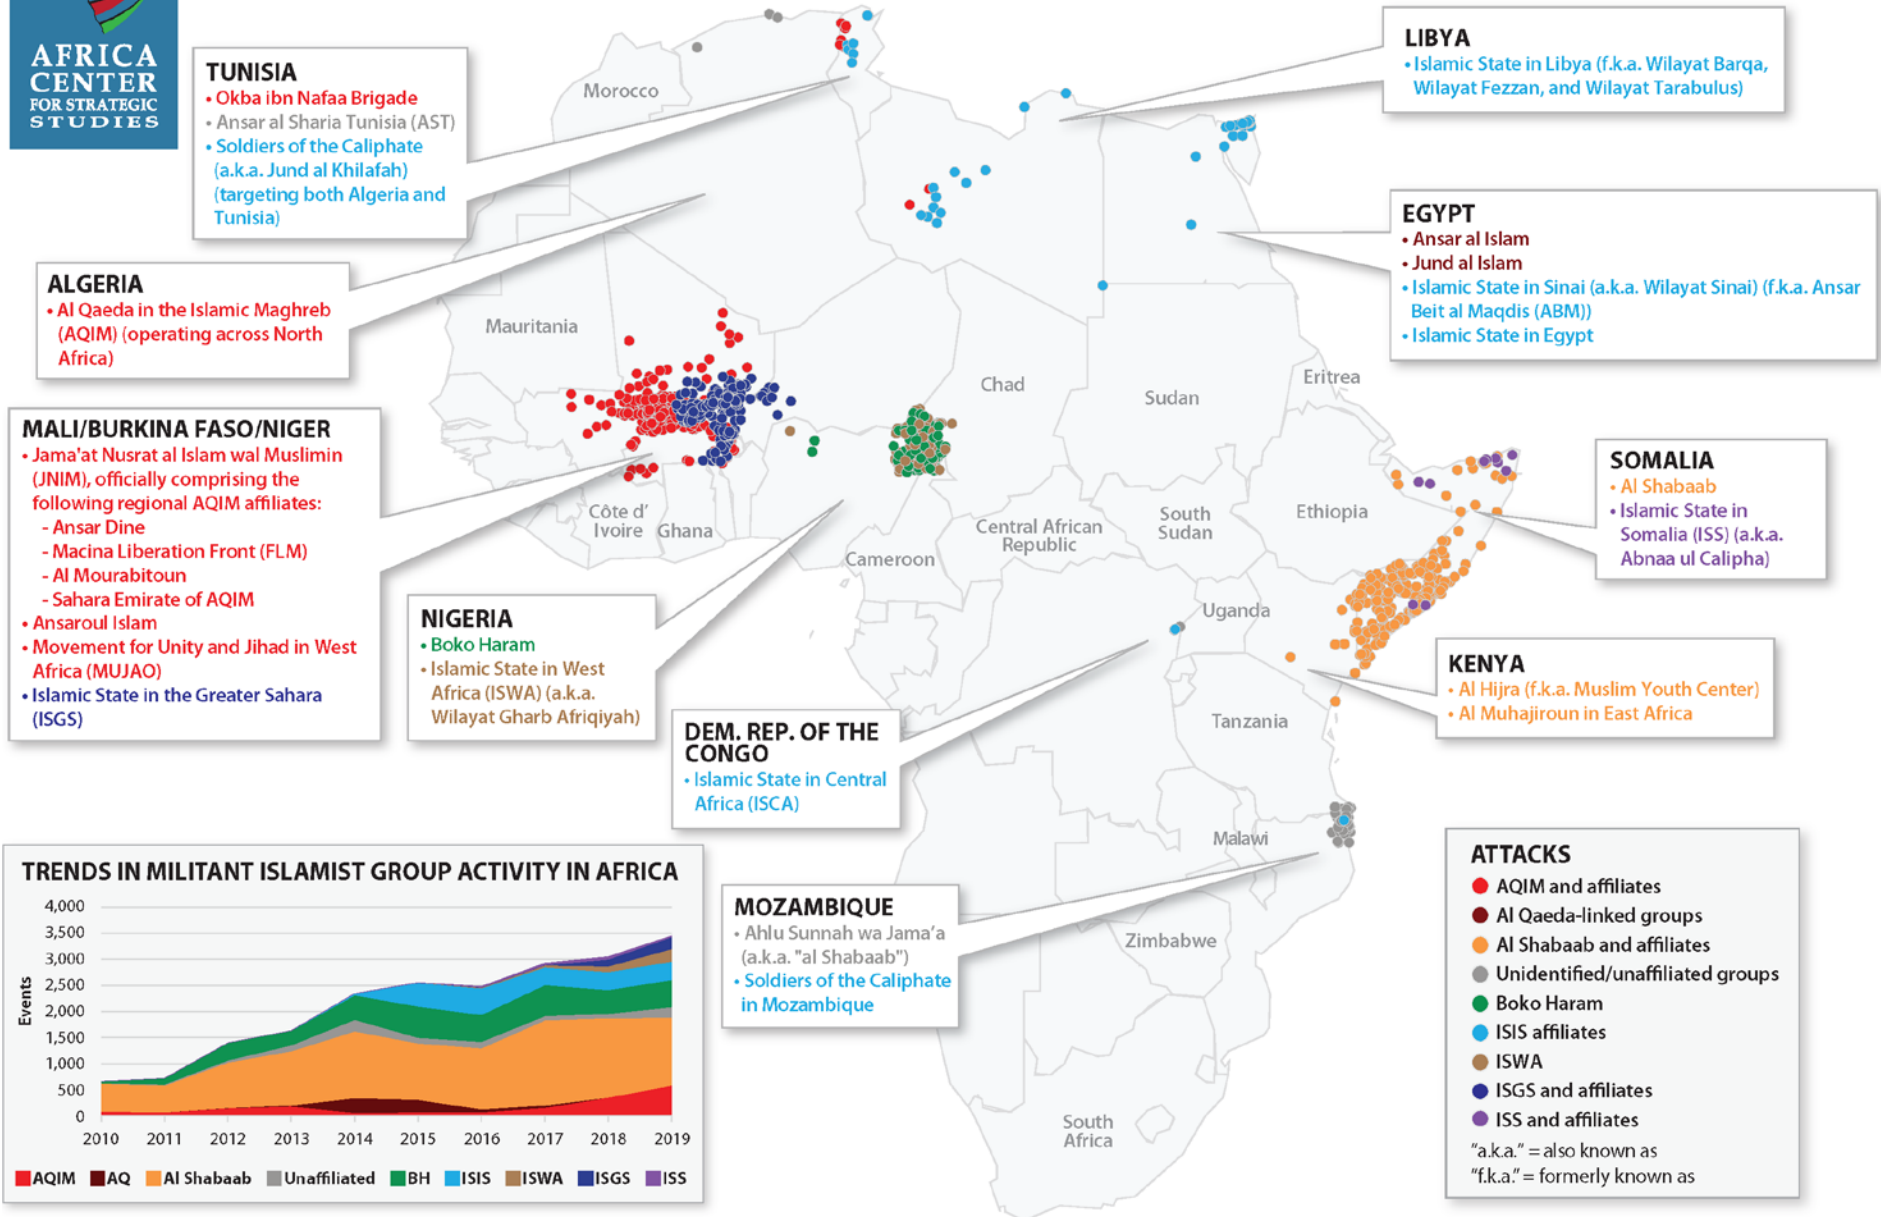 AFRICA
CENTER
FOR STRATEGIC
STUDIES
TUNISIA
• Okba ibn Nafaa Brigade
• Ansar al Sharia Tunisia (AST)
• Soldiers of the Caliphate
(a.k.a. Jund al Khilafah)
(targeting both Algeria and
Tunisia)
LIBYA
• Islamic State in Libya (f.k.a. Wilayat Barqa,
Wilayat Fezzan, and Wilayat Tarabulus)
EGYPT
• Ansar al Islam
• Jund al Islam
• Islamic State in Sinai (a.k.a. Wilayat Sinai) (f.k.a. Ansar
Beit al Maqdis (ABM))
• Islamic State in Egypt
ALGERIA
• Al Qaeda in the Islamic Maghreb
(AQIM) (operating across North
Africa)
MALI/BURKINA FASO/NIGER
• Jama'at Nusrat al Islam wal Muslimin
(JNIM), officially comprising the
following regional AQIM affiliates:
- Ansar Dine
- Macina Liberation Front (FLM)
- Al Mourabitoun
- Sahara Emirate of AQIM
• Ansaroul Islam
• Movement for Unity and Jihad in West
Africa (MUJAO)
• Islamic State in the Greater Sahara
(ISGS)
SOMALIA
• Al Shabaab
• Islamic State in
Somalia (ISS) (a.k.a.
Abnaa ul Calipha)
NIGERIA
• Boko Haram
• Islamic State in West
Africa (ISWA) (a.k.a.
Wilayat Gharb Afriqiyah)
KENYA
• Al Hijra (f.k.a. Muslim Youth Center)
• Al Muhajiroun in East Africa
DEM. REP. OF THE
CONGO
• Islamic State in Central
Africa (ISCA)
MOZAMBIQUE
• Ahlu Sunnah wa Jama'a
(a.k.a. "al Shabaab")
• Soldiers of the Caliphate
in Mozambique
Morocco
Mauritania
Chad
Sudan
Eritrea
Côte d'
Ivoire
Ghana
Cameroon
Central African
Republic
South
Sudan
Ethiopia
Uganda
Tanzania
Malawi
Zimbabwe
South
Africa
TRENDS IN MILITANT ISLAMIST GROUP ACTIVITY IN AFRICA
Events
4,000
3,500
3,000
2,500
2,000
1,500
1,000
500
0
2010 2011 2012 2013 2014 2015 2016 2017 2018 2019
AQIM AQ Al Shabaab Unaffiliated BH ISIS ISWA ISGS ISS
ATTACKS
AQIM and affiliates
Al Qaeda-linked groups
Al Shabaab and affiliates
Unidentified/unaffiliated groups
Boko Haram
ISIS affiliates
ISWA
ISGS and affiliates
ISS and affiliates
"a.k.a." = also known as
"f.k.a." = formerly known as